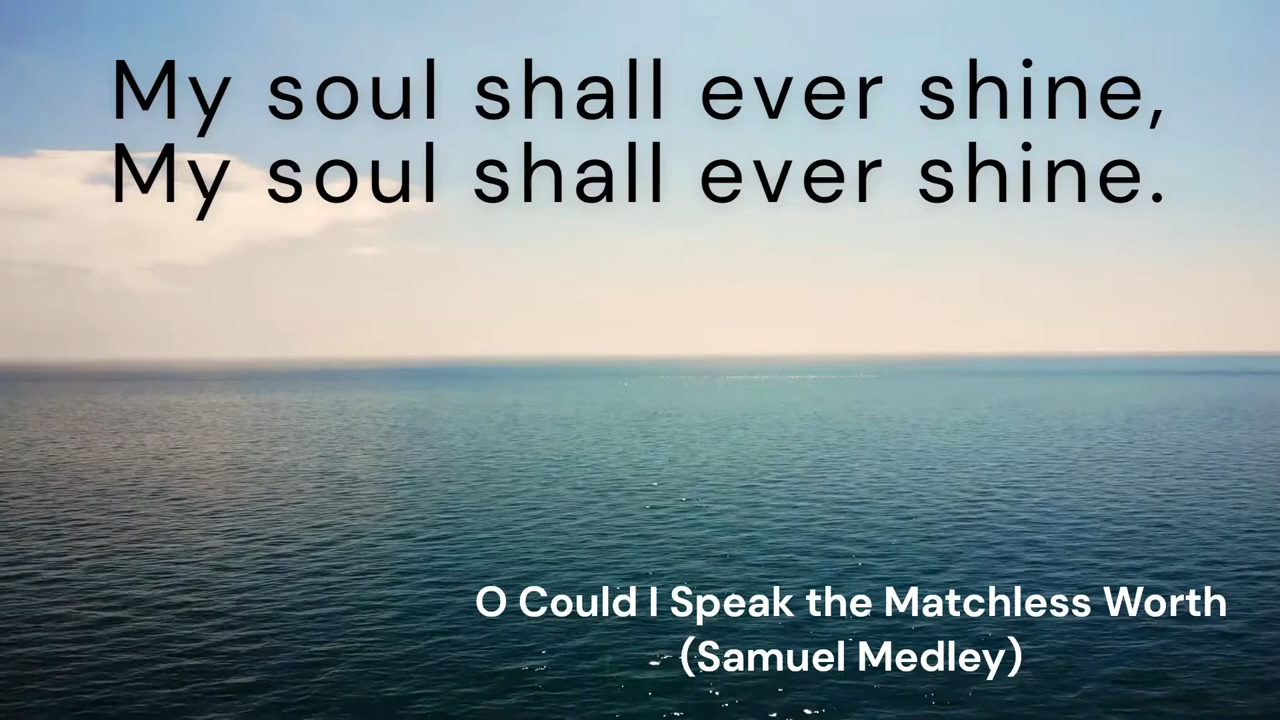 My soul shall ever shine,
My soul shall ever shine.
O Could I Speak the Matchless Worth
(Samuel Medley)